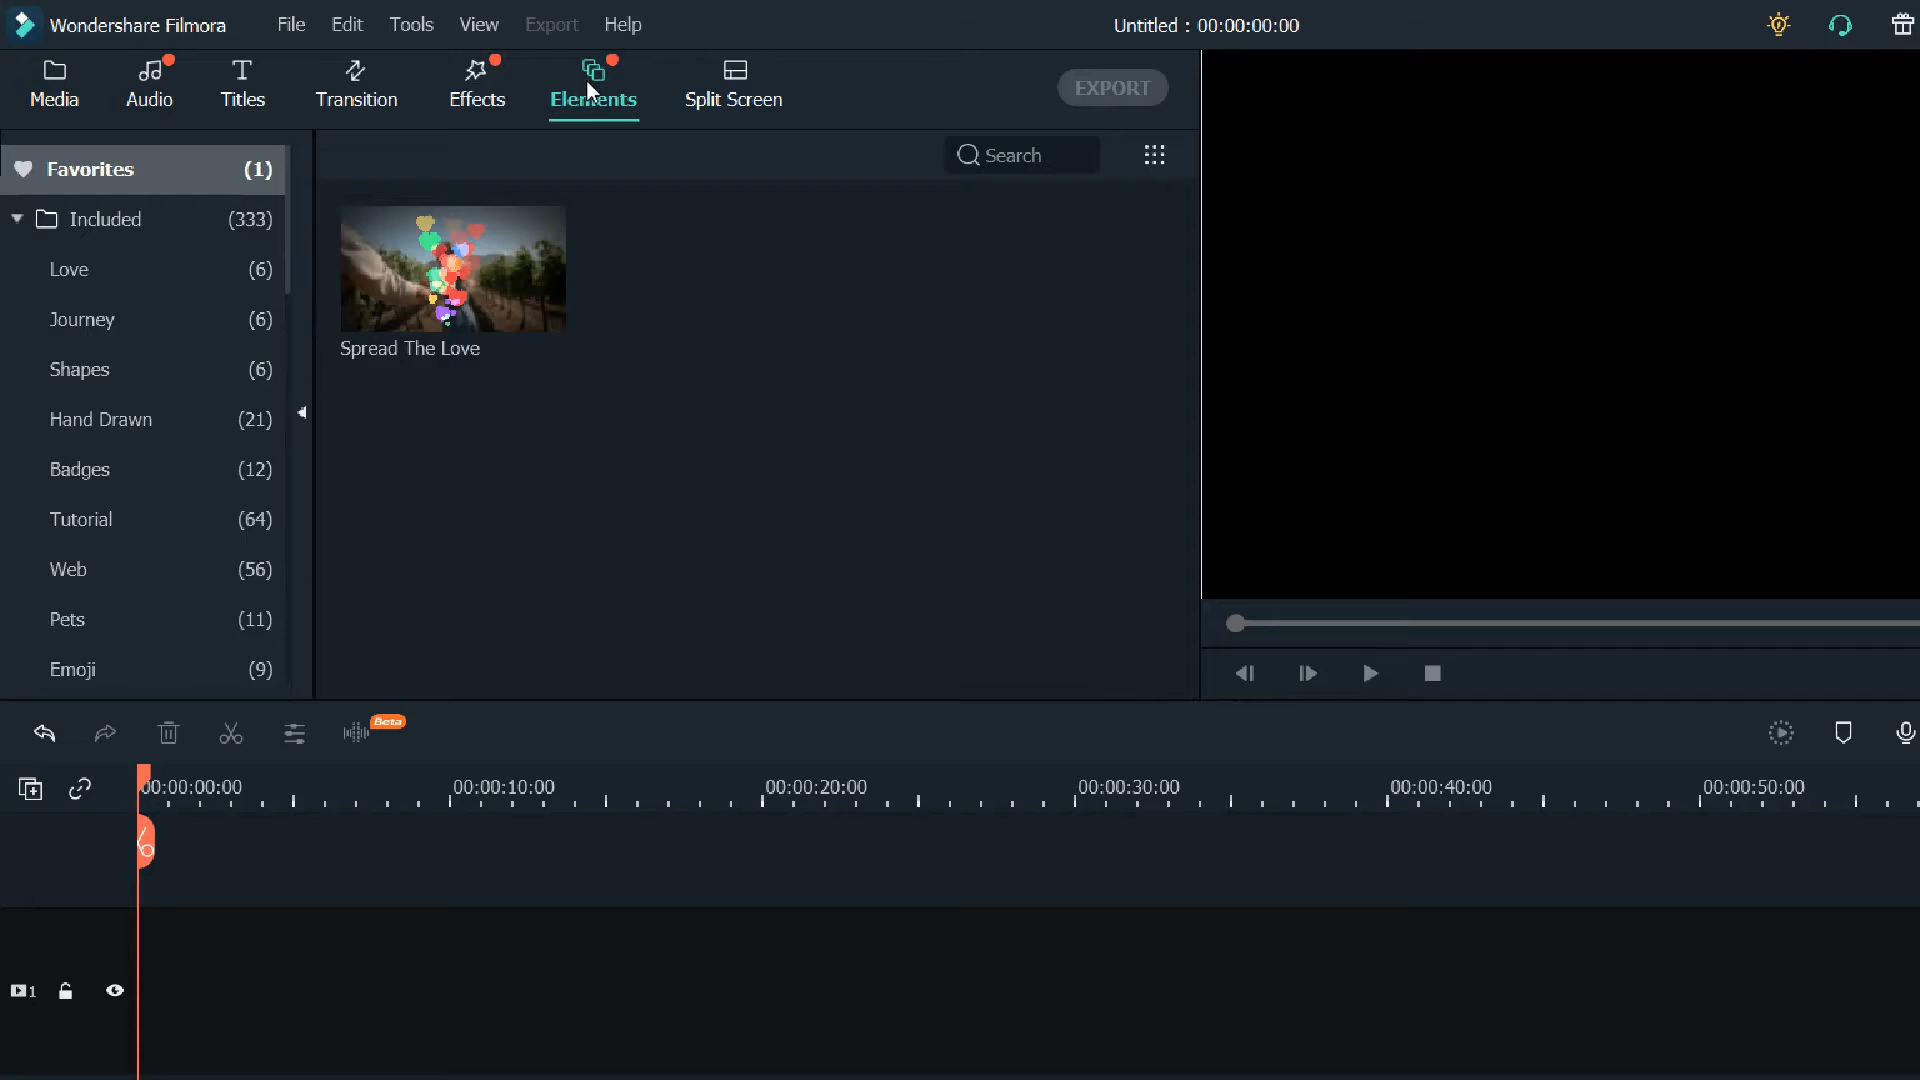 Wondershare Filmora File Edit Tools View Export Help Untitled : 00:00:00:00
Media Audio Titles Transition Effects Elements Split Screen EXPORT
Search
Favorites (1)
Included (333)
Love (6)
Journey (6)
Shapes (6)
Hand Drawn (21)
Badges (12)
Tutorial (64)
Web (56)
Pets (11)
Emoji (9)
Spread The Love
Beta
00:00:00:00 00:00:10:00 00:00:20:00 00:00:30:00 00:00:40:00 00:00:50:00
1